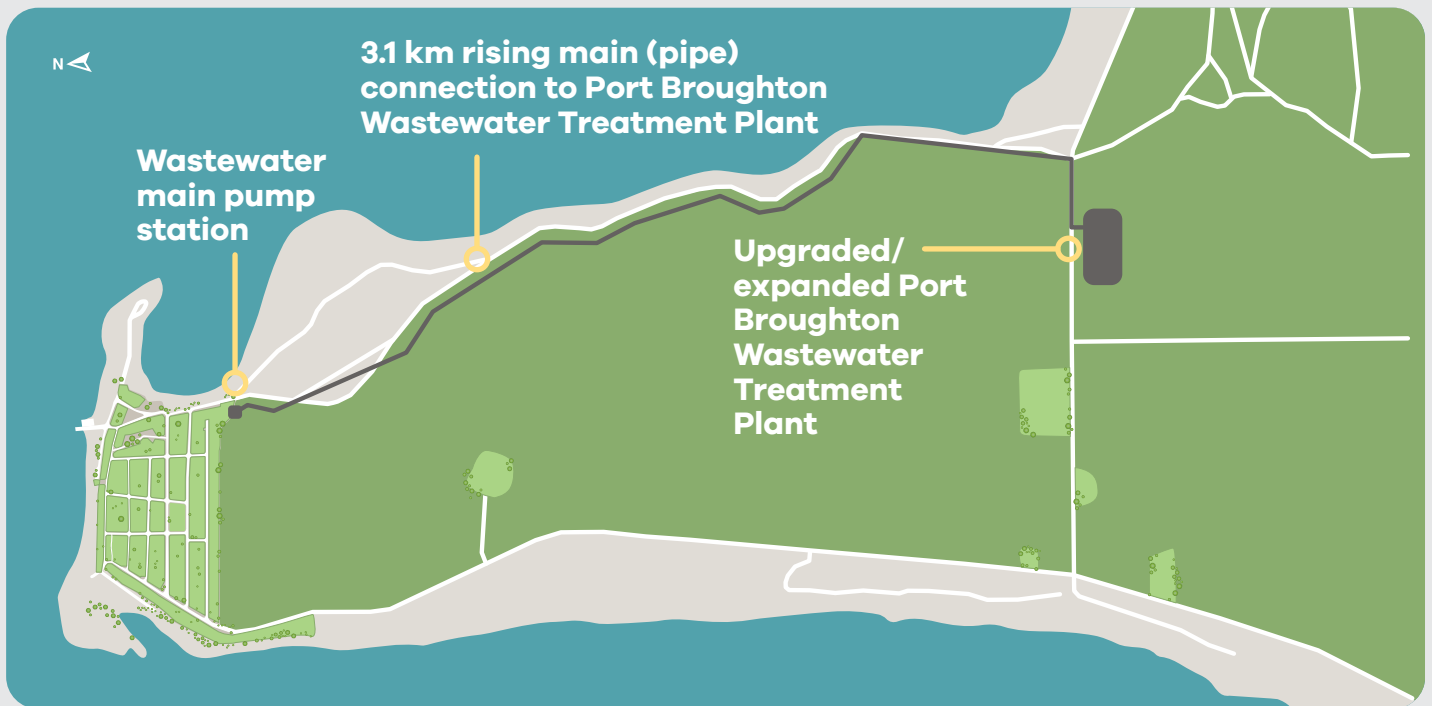 N
3.1 km rising main (pipe)
connection to Port Broughton
Wastewater Treatment Plant
Wastewater
main pump
station
Upgraded/
expanded Port
Broughton
Wastewater
Treatment
Plant